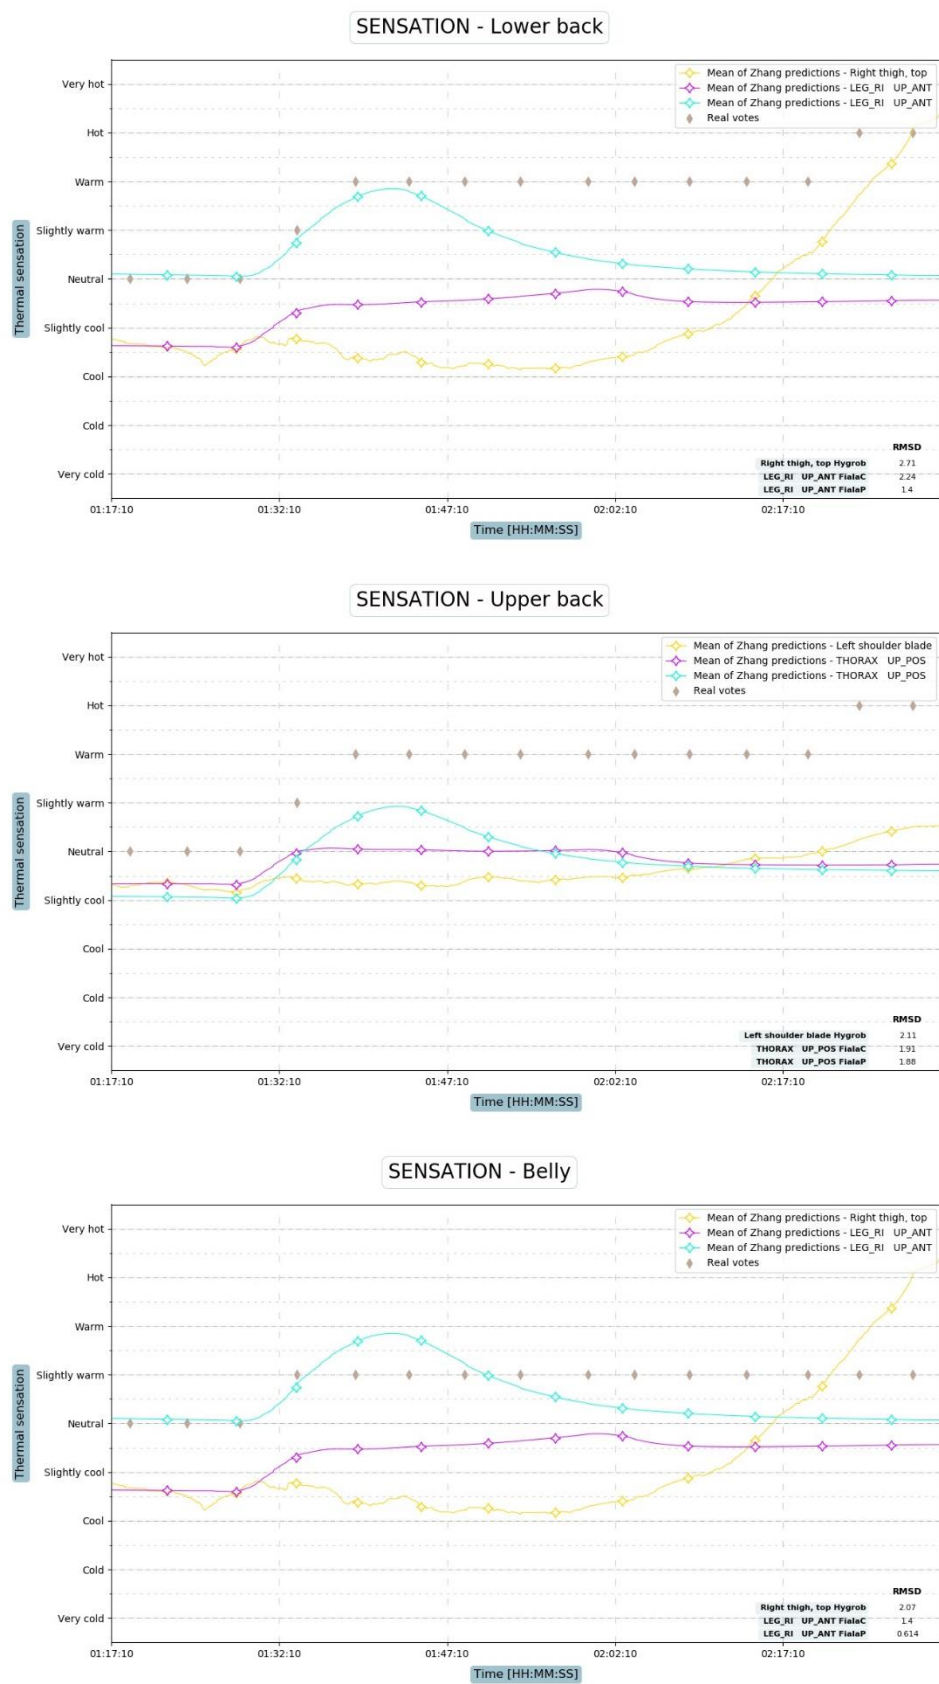 SENSATION - Lower back
Mean of Zhang predictions - Right thigh, top
Mean of Zhang predictions - LEG_RI UP_ANT
Mean of Zhang predictions - LEG_RI UP_ANT
Real votes
Very hot
Hot
Warm
Slightly warm
Neutral
Slightly cool
Cool
Cold
Very cold
Thermal sensation
RMSD
Right thigh, top Hygrob 2.71
LEG_RI UP_ANT FialaC 2.24
LEG_RI UP_ANT FialaP 1.4
01:17:10 01:32:10 01:47:10 02:02:10 02:17:10
Time [HH:MM:SS]
SENSATION - Upper back
Mean of Zhang predictions - Left shoulder blade
Mean of Zhang predictions - THORAX UP_POS
Mean of Zhang predictions - THORAX UP_POS
Real votes
Very hot
Hot
Warm
Slightly warm
Neutral
Slightly cool
Cool
Cold
Very cold
Thermal sensation
RMSD
Left shoulder blade Hygrob 2.11
THORAX UP_POS FialaC 1.91
THORAX UP_POS FialaP 1.88
01:17:10 01:32:10 01:47:10 02:02:10 02:17:10
Time [HH:MM:SS]
SENSATION - Belly
Mean of Zhang predictions - Right thigh, top
Mean of Zhang predictions - LEG_RI UP_ANT
Mean of Zhang predictions - LEG_RI UP_ANT
Real votes
Very hot
Hot
Warm
Slightly warm
Neutral
Slightly cool
Cool
Cold
Very cold
Thermal sensation
RMSD
Right thigh, top Hygrob 2.07
LEG_RI UP_ANT FialaC 1.4
LEG_RI UP_ANT FialaP 0.614
01:17:10 01:32:10 01:47:10 02:02:10 02:17:10
Time [HH:MM:SS]